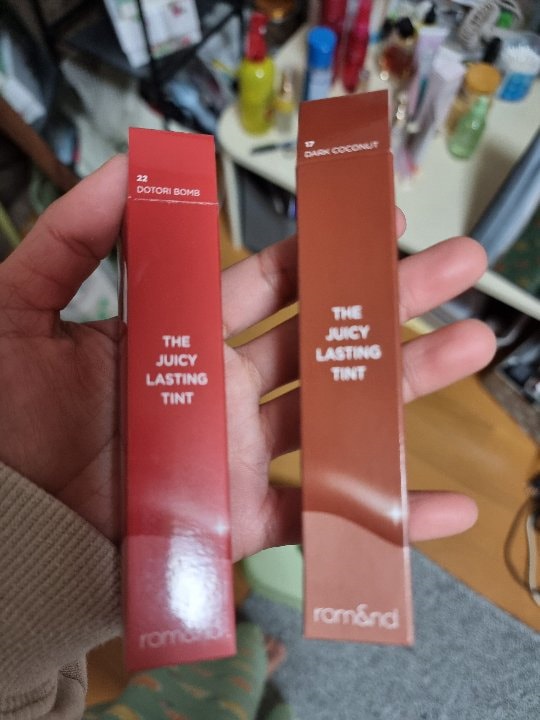 22
DOTORI BOMB
THE
JUICY
LASTING
TINT
rom&nd
17
DARK COCONUT
THE
JUICY
LASTING
TINT
rom&nd